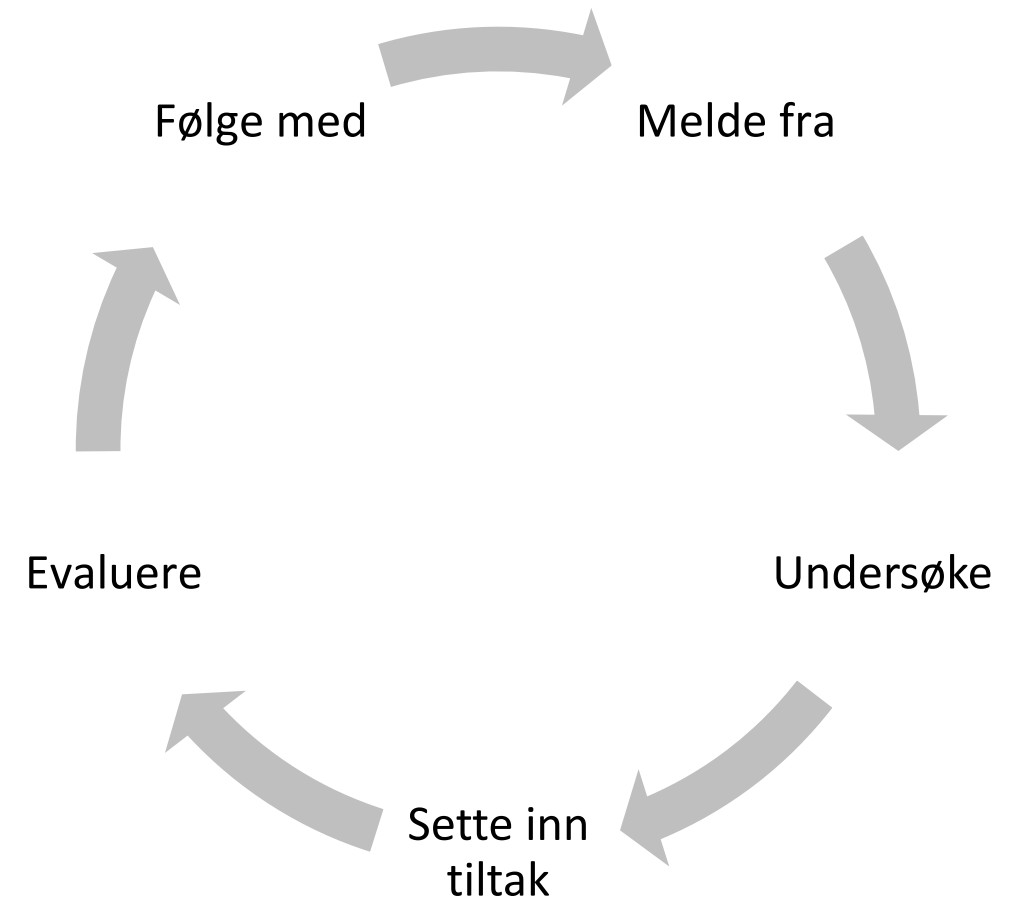 Følge med
Melde fra
Undersøke
Sette inn
tiltak
Evaluere